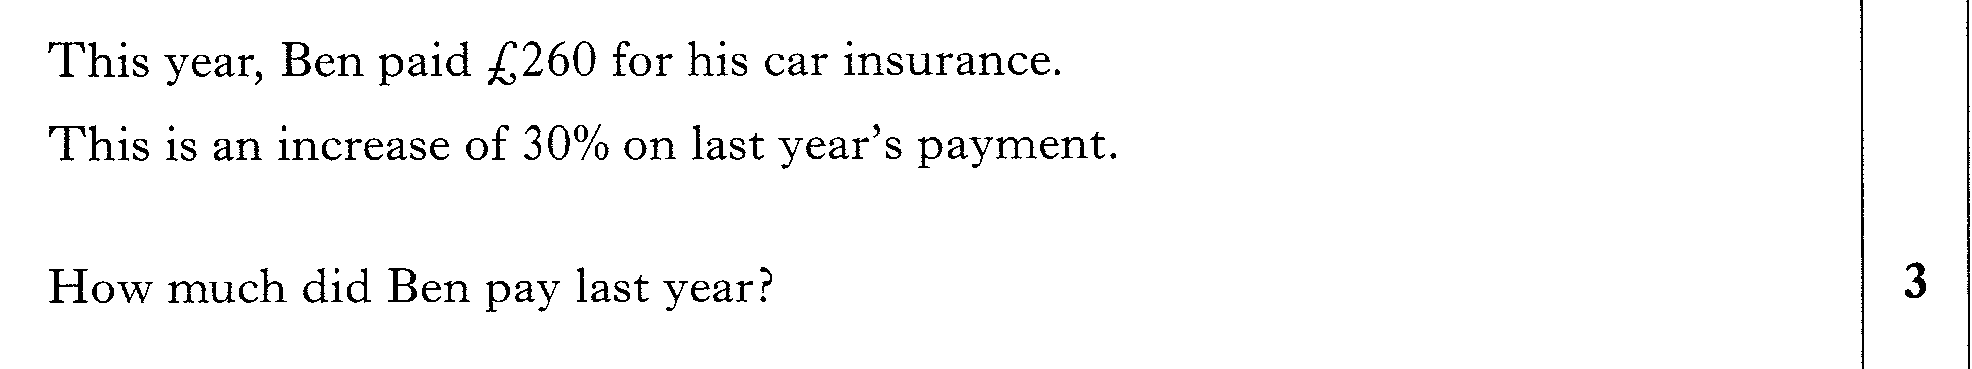 This year, Ben paid £260 for his car insurance.
This is an increase of 30% on last year's payment.
How much did Ben pay last year?
3